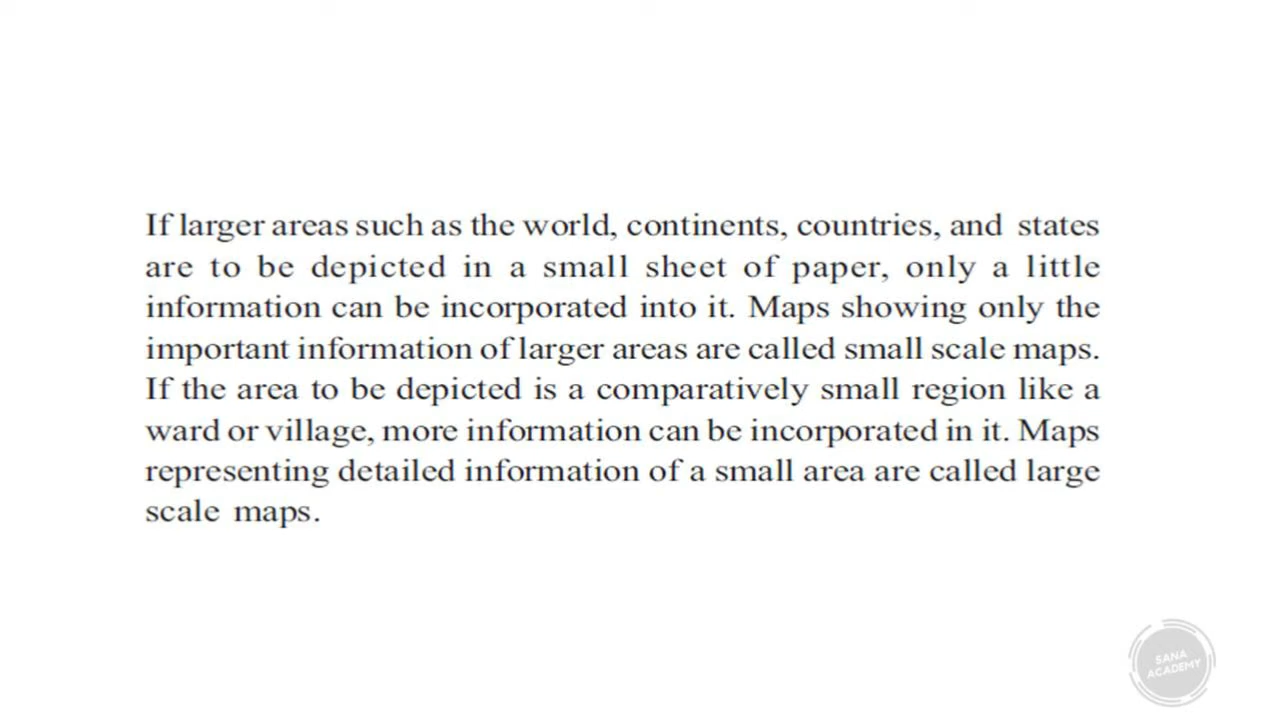 If larger areas such as the world, continents, countries, and states
are to be depicted in a small sheet of paper, only a little
information can be incorporated into it. Maps showing only the
important information of larger areas are called small scale maps.
If the area to be depicted is a comparatively small region like a
ward or village, more information can be incorporated in it. Maps
representing detailed information of a small area are called large
scale maps.
SANA
ACADEMY